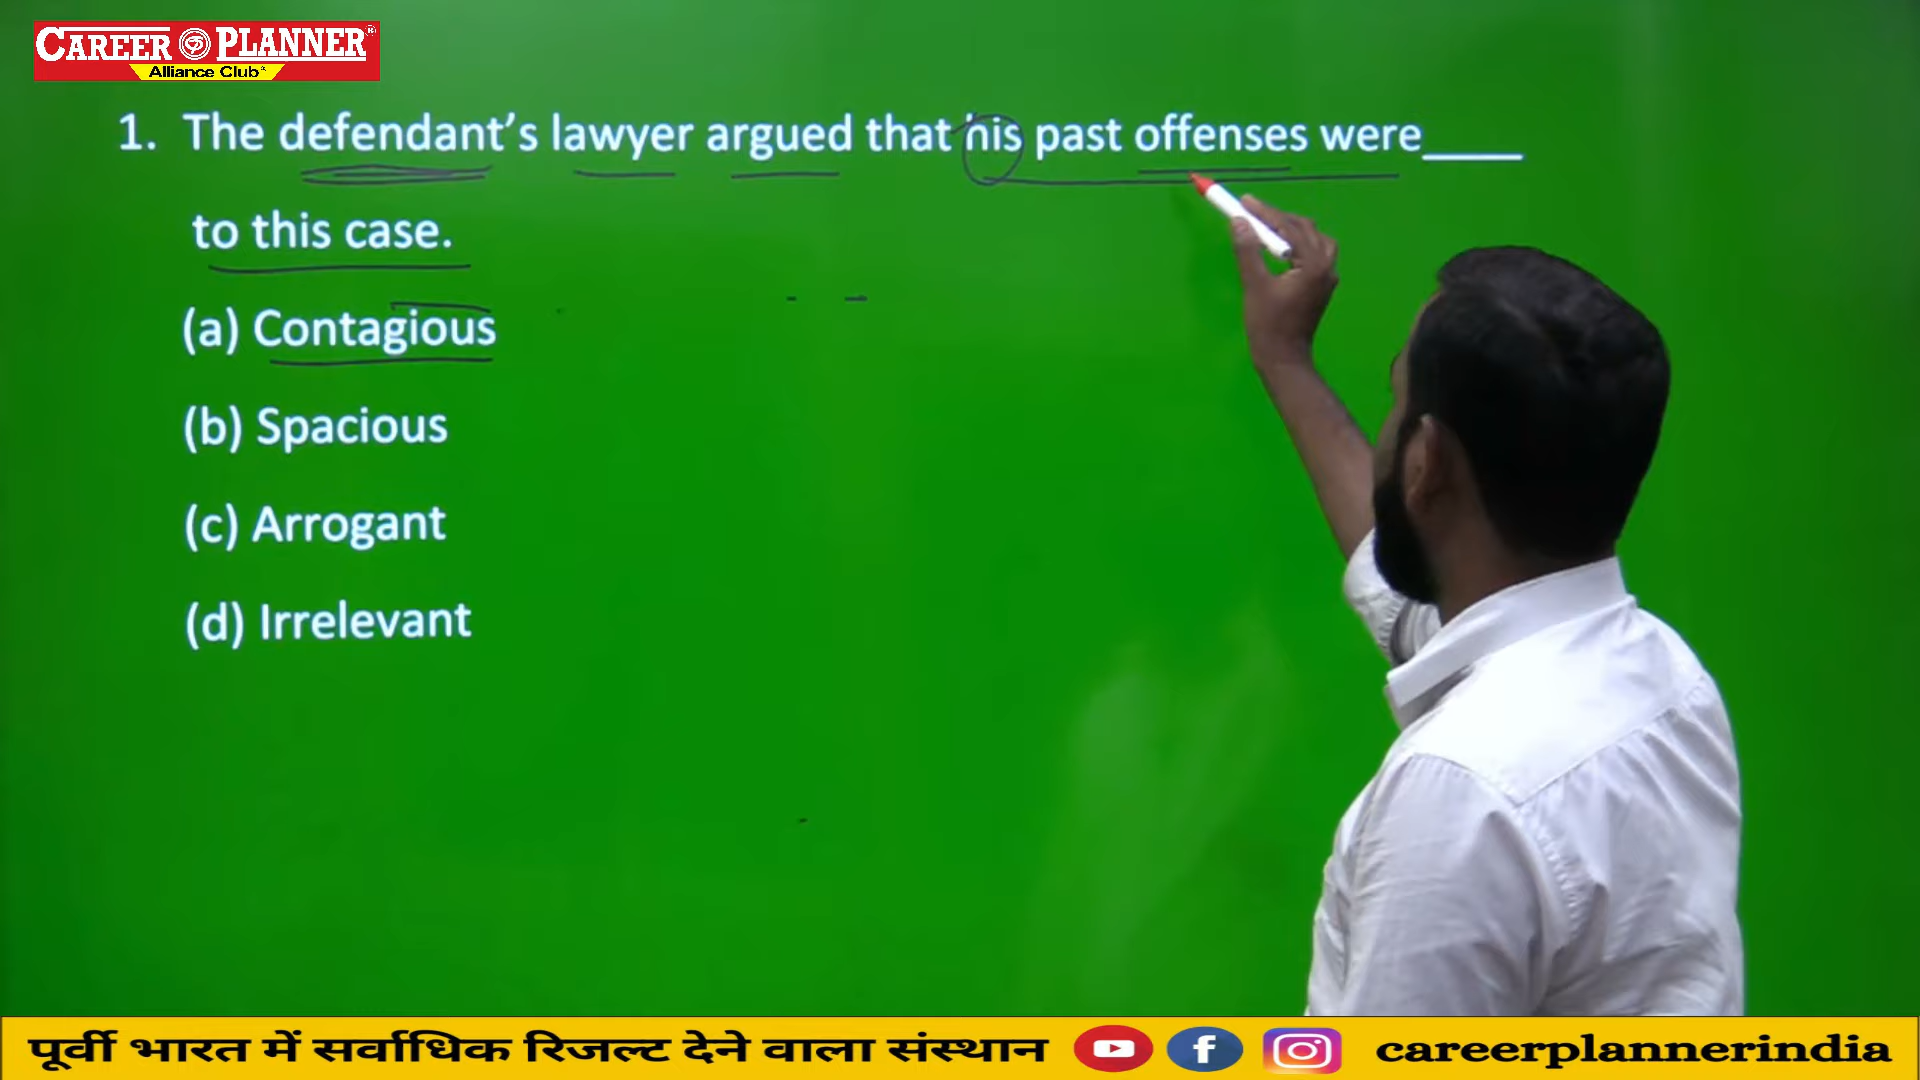 CAREER PLANNER®
Alliance Club
1. The defendant's lawyer argued that his past offenses were____
to this case.
(a) Contagious
(b) Spacious
(c) Arrogant
(d) Irrelevant
पूर्वी भारत में सर्वाधिक रिजल्ट देने वाला संस्थान careerplannerindia